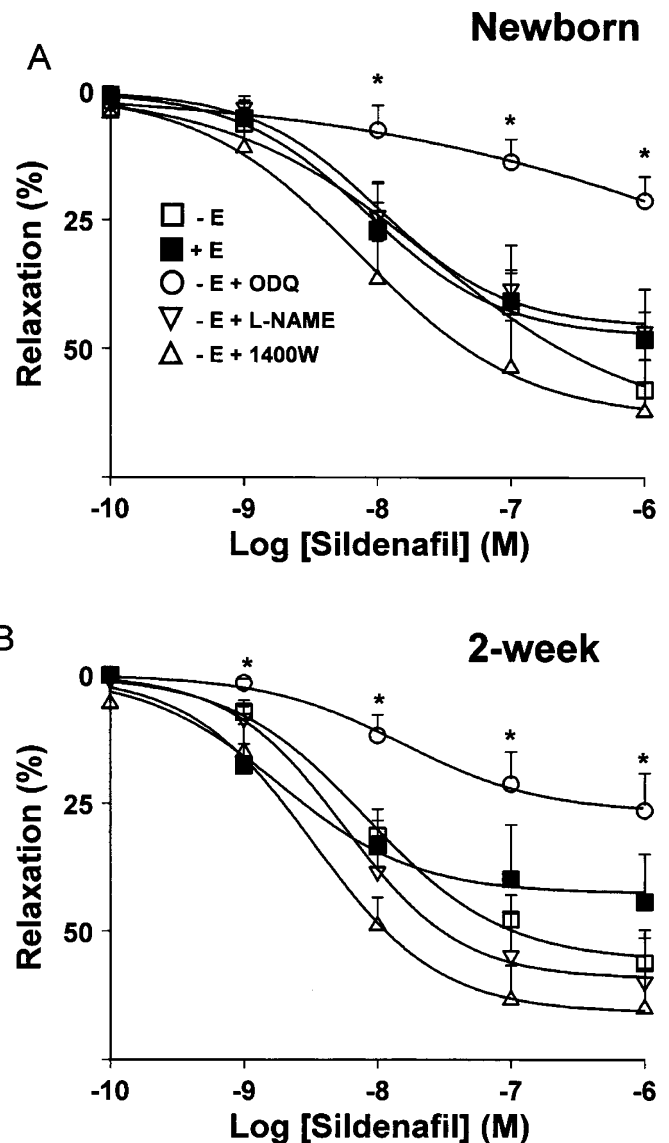 Newborn
A
*
*
*
0
25
50
Relaxation (%)
- E
+ E
- E + ODQ
- E + L-NAME
- E + 1400W
-10
-9
-8
-7
-6
Log [Sildenafil] (M)
B
2-week
*
*
*
*
0
25
50
Relaxation (%)
-10
-9
-8
-7
-6
Log [Sildenafil] (M)